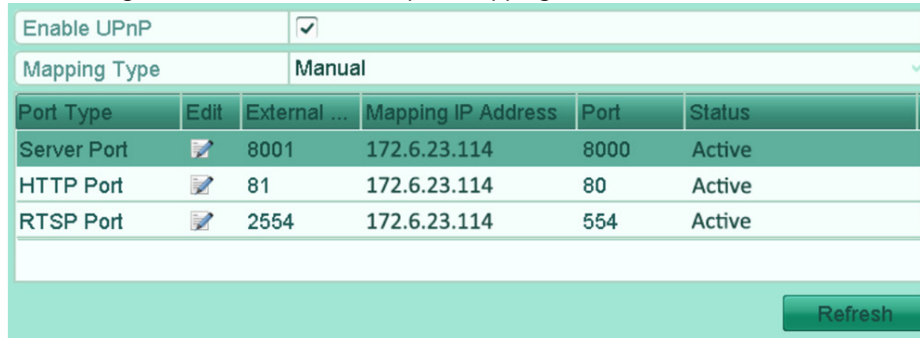 Enable UPnP
Mapping Type Manual
Port Type Edit External ... Mapping IP Address Port Status
Server Port 8001 172.6.23.114 8000 Active
HTTP Port 81 172.6.23.114 80 Active
RTSP Port 2554 172.6.23.114 554 Active
Refresh